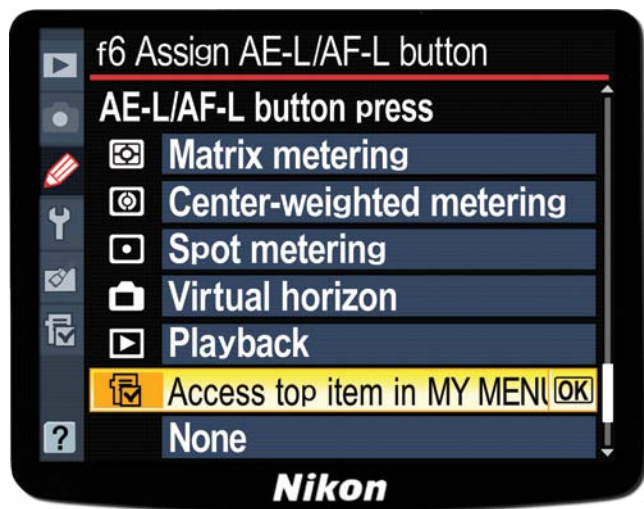 f6 Assign AE-L/AF-L button
AE-L/AF-L button press
Matrix metering
Center-weighted metering
Spot metering
Virtual horizon
Playback
Access top item in MY MENU OK
None
?
Nikon